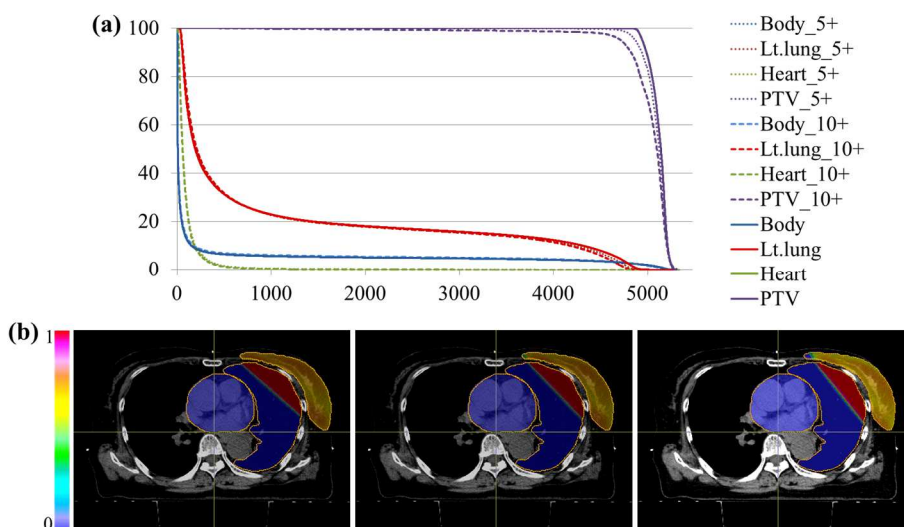 (a)
100
80
60
40
20
0
0 1000 2000 3000 4000 5000
Body_5+
Lt.lung_5+
Heart_5+
PTV_5+
Body_10+
Lt.lung_10+
Heart_10+
PTV_10+
Body
Lt.lung
Heart
PTV
(b)
1
0